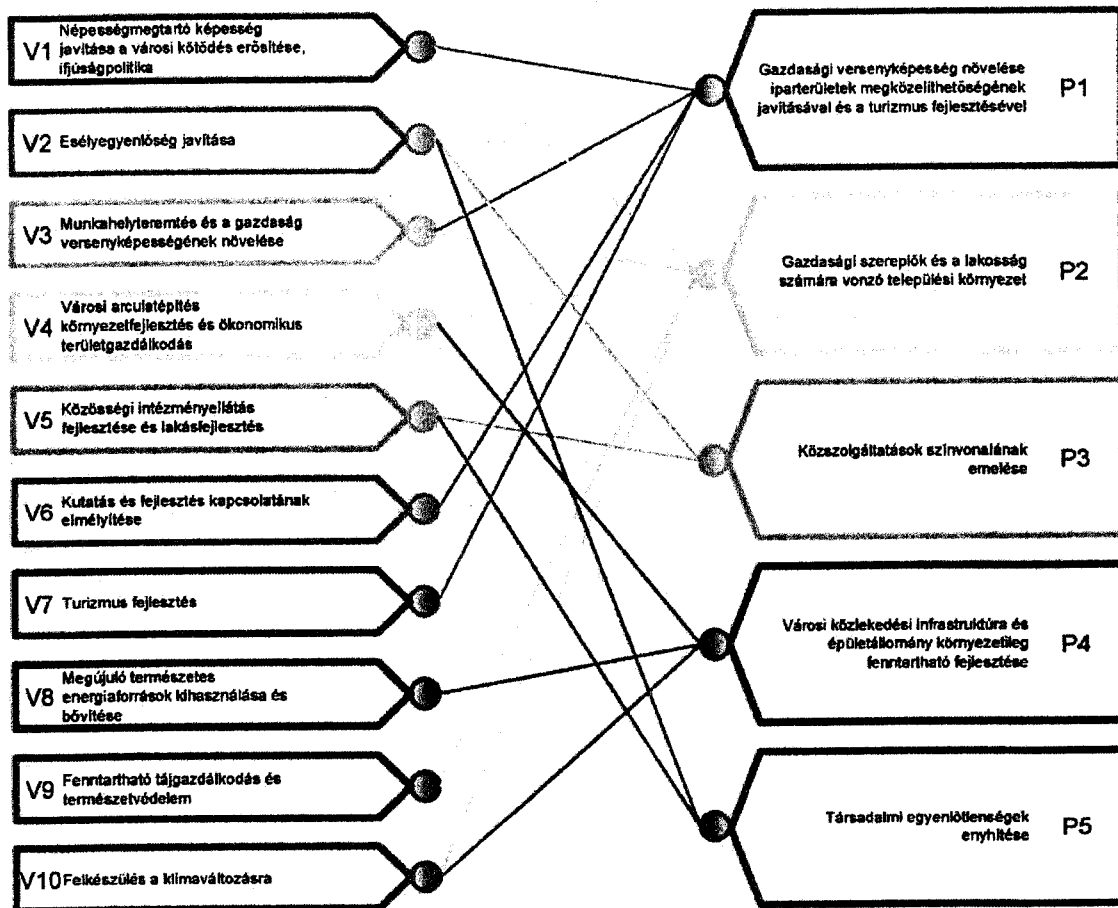 V1
Népességmegtartó képesség
javítása a városi kötődés erősítése,
ifjúságpolitika
V2
Esélyegyenlőség javítása
V3
Munkahelyteremtés és a gazdaság
versenyképességének növelése
V4
Városi arculatépítés
környezetfejlesztés és ökonomikus
területgazdálkodás
V5
Közösségi intézményellátás
fejlesztése és lakásfejlesztés
V6
Kutatás és fejlesztés kapcsolatának
elmélyítése
V7
Turizmus fejlesztés
V8
Megújuló természetes
energiaforrások kihasználása és
bővítése
V9
Fenntartható tájgazdálkodás és
természetvédelem
V10
Felkészülés a klímaváltozásra
Gazdasági versenyképesség növelése
iparterületek megközelíthetőségének
javításával és a turizmus fejlesztésével
P1
Gazdasági szereplők és a lakosság
számára vonzó települési környezet
P2
Közszolgáltatások színvonalának
emelése
P3
Városi közlekedési infrastruktúra és
épületállomány környezetileg
fenntartható fejlesztése
P4
Társadalmi egyenlőtlenségek
enyhítése
P5